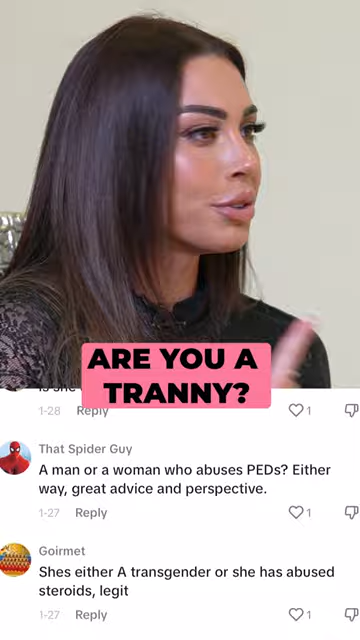 ARE YOU A
TRANNY?
1-28 Reply 1
That Spider Guy
A man or a woman who abuses PEDs? Either
way, great advice and perspective.
1-27 Reply 1
Goirmet
Shes either A transgender or she has abused
steroids, legit
1-27 Reply 1